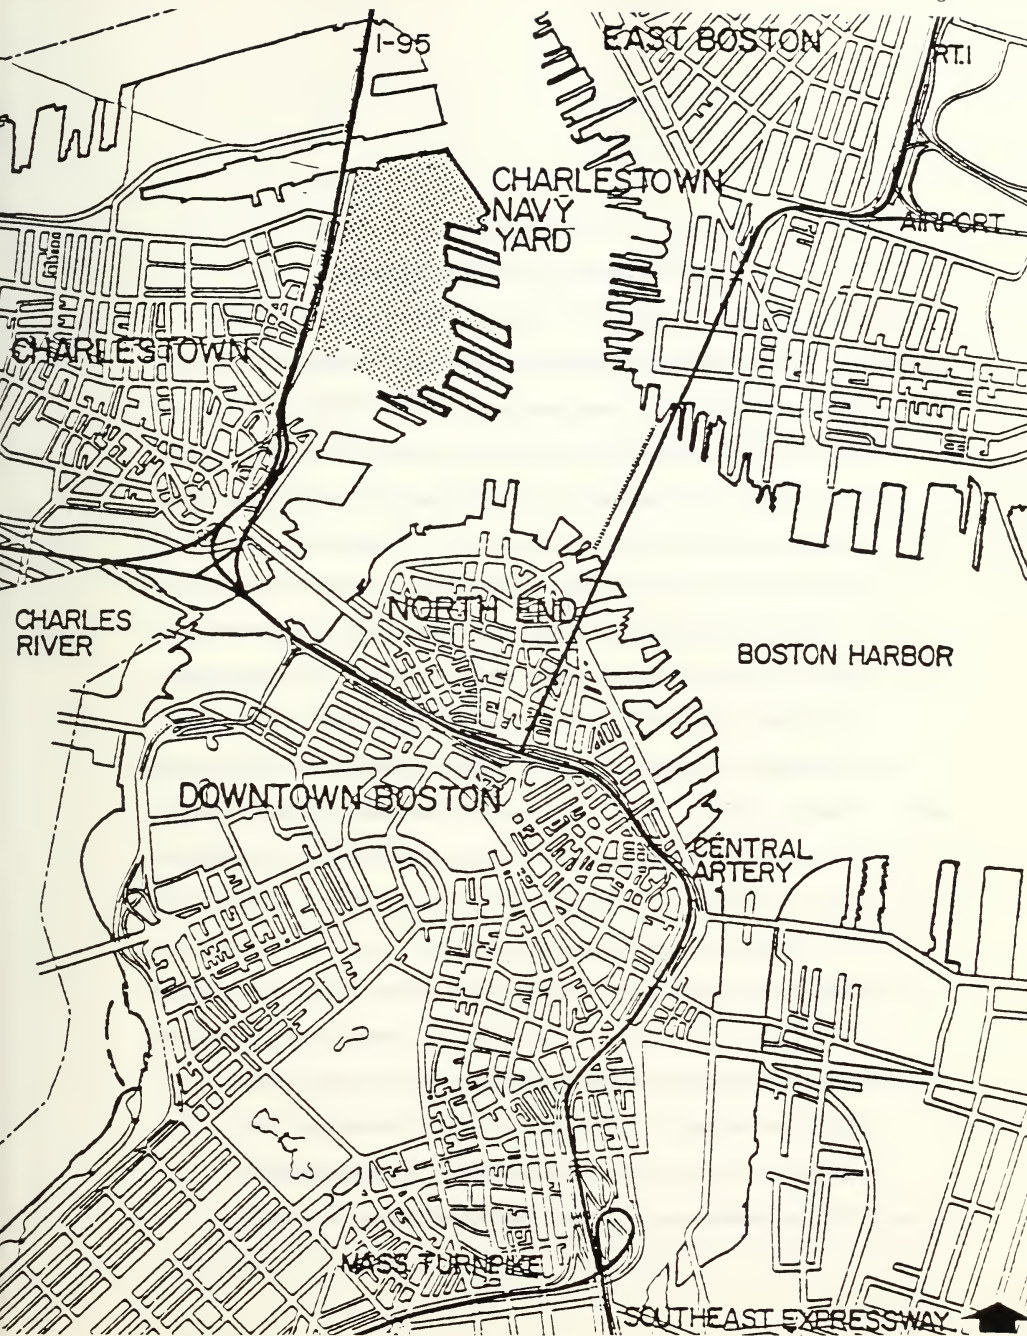 I-95
EAST BOSTON
RT.1
CHARLESTOWN
NAVY
YARD
AIRPORT
CHARLESTOWN
CHARLES
RIVER
NORTH END
BOSTON HARBOR
DOWNTOWN BOSTON
CENTRAL
ARTERY
MASS TURNPIKE
SOUTHEAST EXPRESSWAY